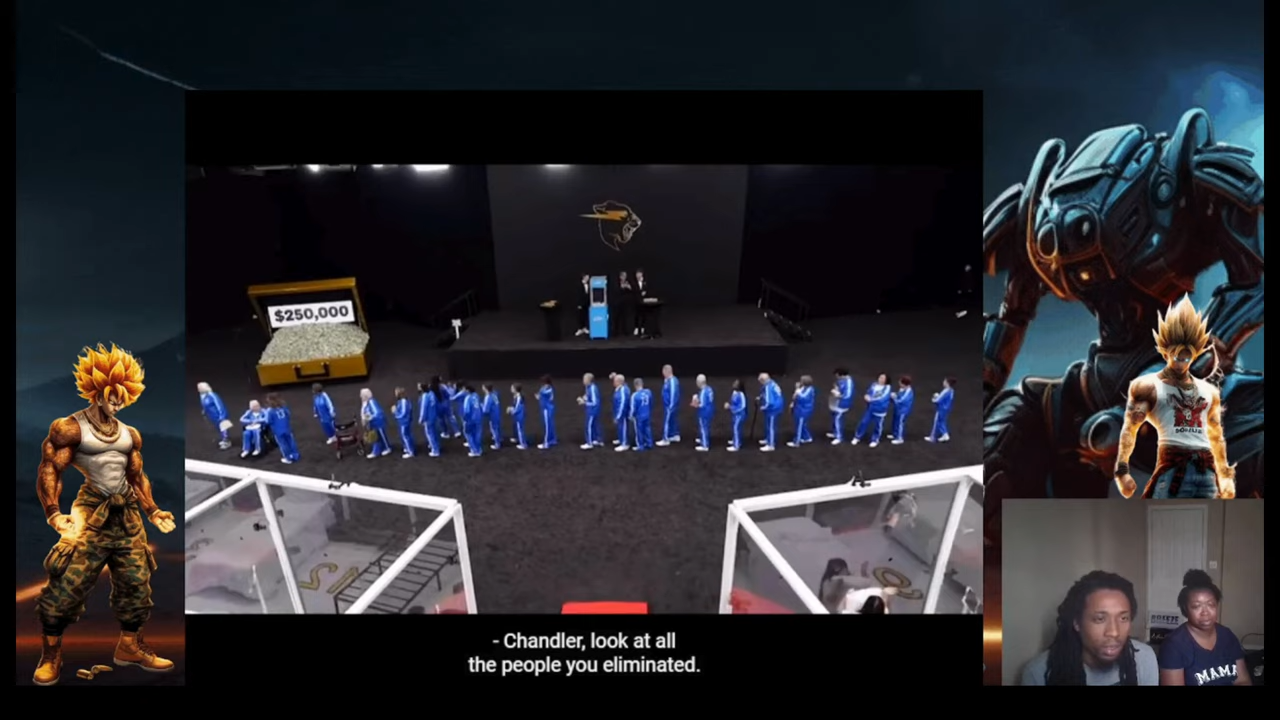 $250,000
- Chandler, look at all
the people you eliminated.
MAMA